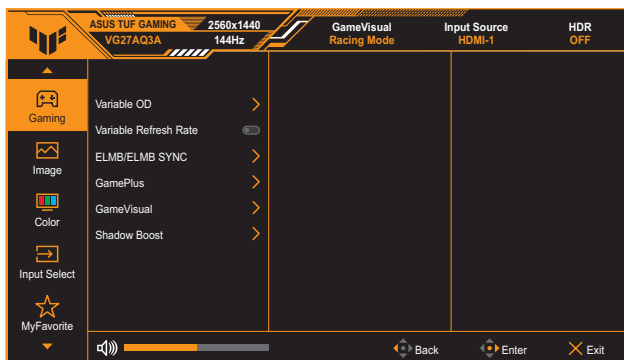 ASUS TUF GAMING 2560x1440
VG27AQ3A 144Hz
GameVisual
Racing Mode
Input Source
HDMI-1
HDR
OFF
Gaming
Image
Color
Input Select
MyFavorite
Variable OD
Variable Refresh Rate
ELMB/ELMB SYNC
GamePlus
GameVisual
Shadow Boost
Back
Enter
Exit